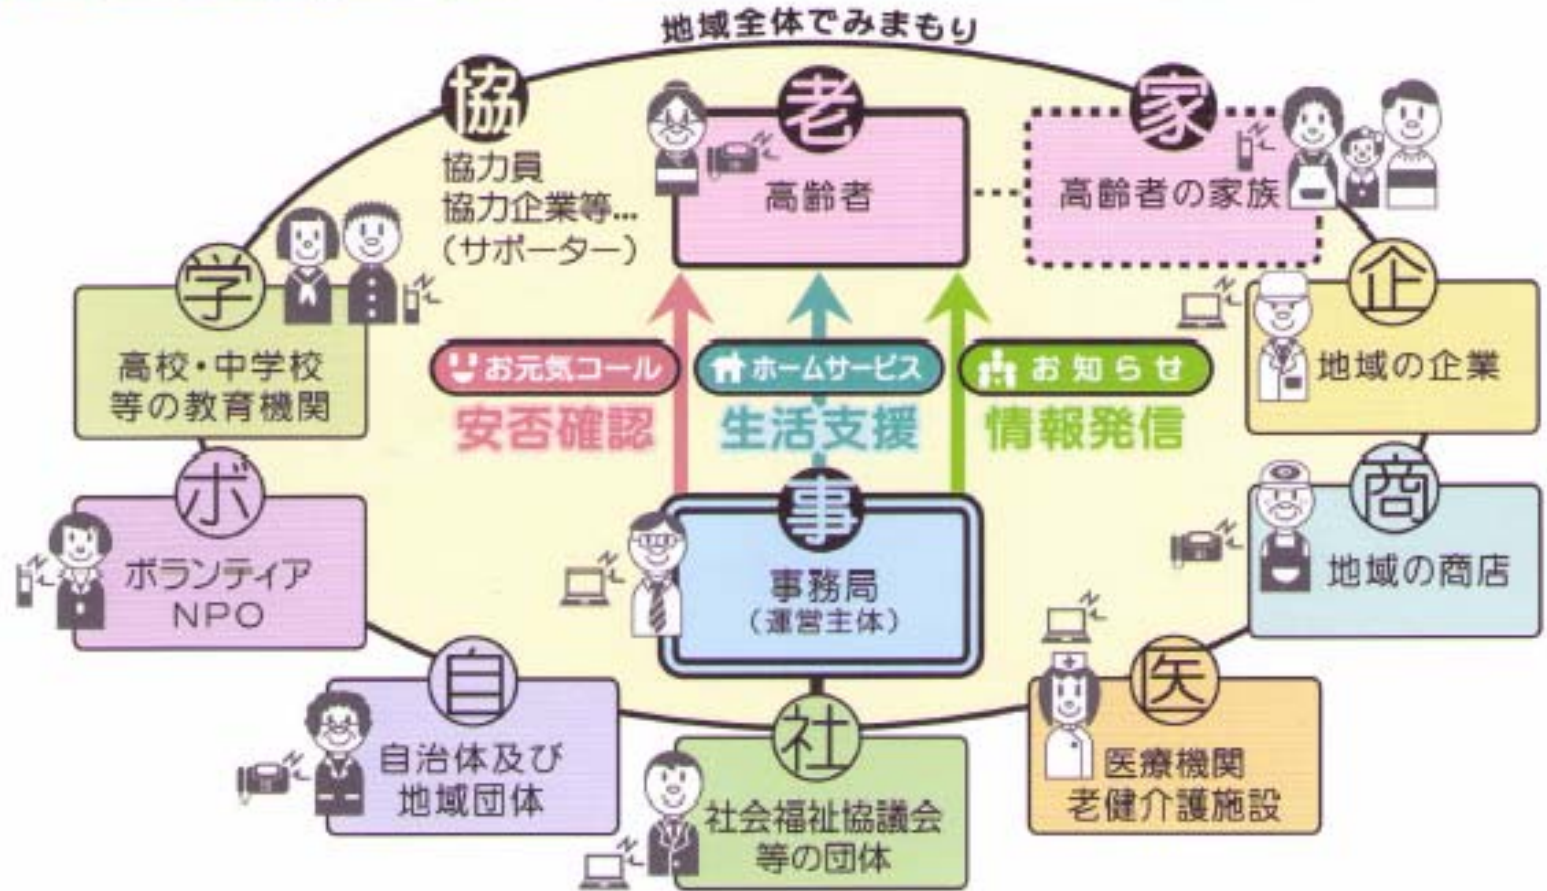 地域全体でみまもり
協
協力員
協力企業等...
（サポーター）
老
高齢者
家
高齢者の家族
学
高校・中学校
等の教育機関
企
地域の企業
お元気コール
安否確認
ホームサービス
生活支援
お知らせ
情報発信
ボ
ボランティア
NPO
事
事務局
（運営主体）
商
地域の商店
自
自治体及び
地域団体
社
社会福祉協議会
等の団体
医
医療機関
老健介護施設